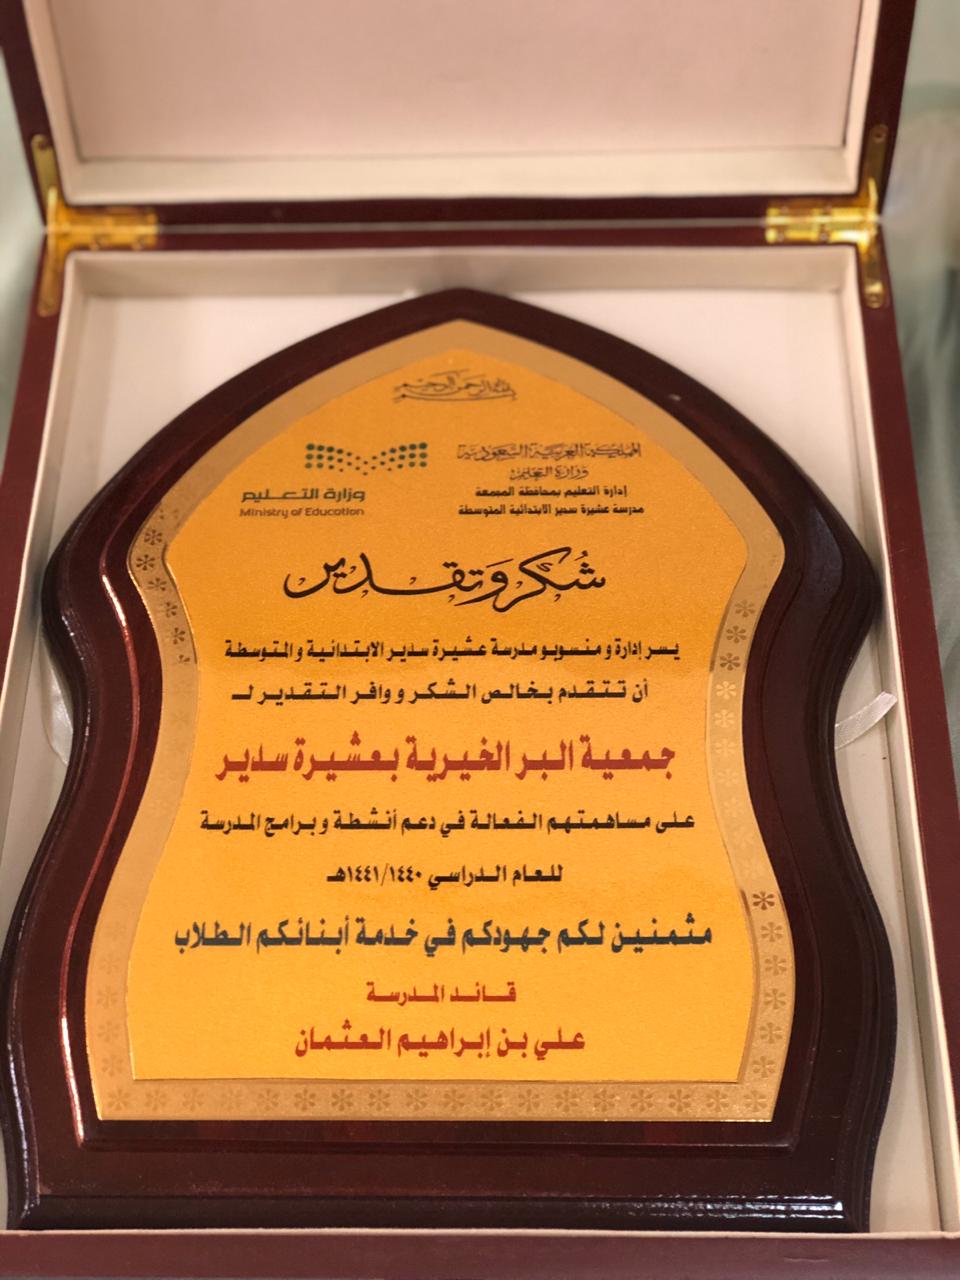 بسم الله الرحمن الرحيم
المملكة العربية السعودية
وزارة التعليم
إدارة التعليم بمحافظة المجمعة
مدرسة عشيرة سدير الابتدائية المتوسطة
وزارة التعليم
Ministry of Education
شكر وتقدير
يسر إدارة و منسوبو مدرسة عشيرة سدير الابتدائية و المتوسطة
أن تتقدم بخالص الشكر و وافر التقدير لـ
جمعية البر الخيرية بعشيرة سدير
على مساهمتهم الفعالة في دعم أنشطة و برامج المدرسة
للعام الدراسي ١٤٤١/١٤٤٠هـ
مثمنين لكم جهودكم في خدمة أبنائكم الطلاب
قائد المدرسة
علي بن إبراهيم العثمان